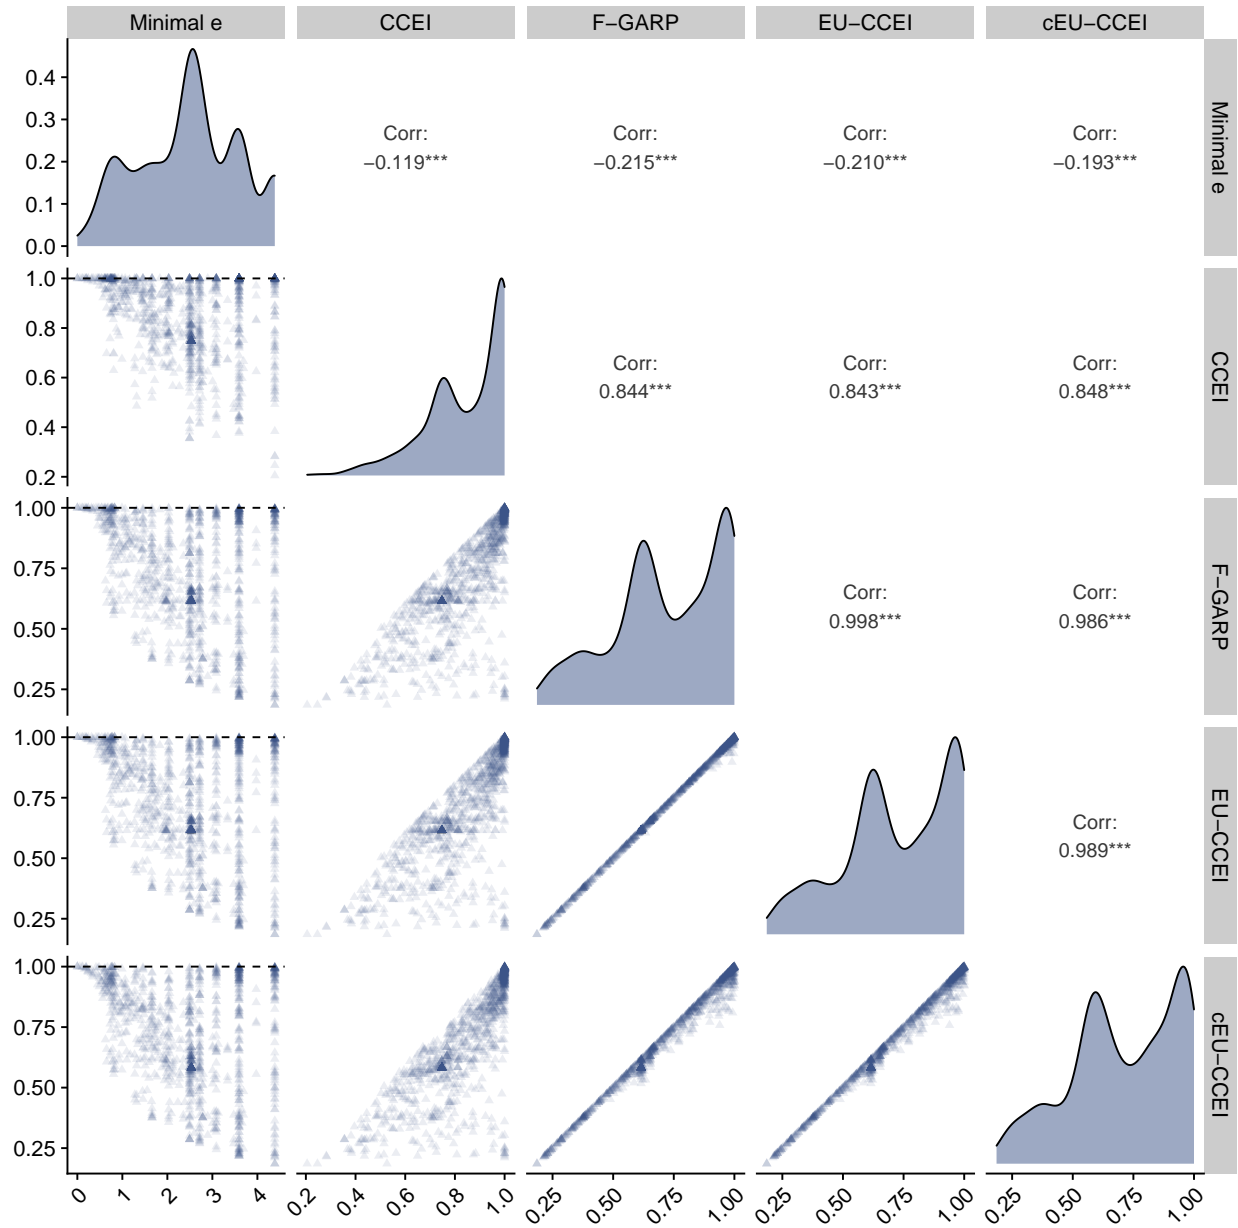 Minimal e CCEI F−GARP EU−CCEI cEU−CCEI
0.4
0.3
0.2
0.1
0.0
Corr:
−0.119***
Corr:
−0.215***
Corr:
−0.210***
Corr:
−0.193***
Minimal e
1.0
0.8
0.6
0.4
0.2
Corr:
0.844***
Corr:
0.843***
Corr:
0.848***
CCEI
1.00
0.75
0.50
0.25
Corr:
0.998***
Corr:
0.986***
F−GARP
1.00
0.75
0.50
0.25
Corr:
0.989***
EU−CCEI
1.00
0.75
0.50
0.25
cEU−CCEI
0 1 2 3 4 0.2 0.4 0.6 0.8 1.0 0.25 0.50 0.75 1.00 0.25 0.50 0.75 1.00 0.25 0.50 0.75 1.00